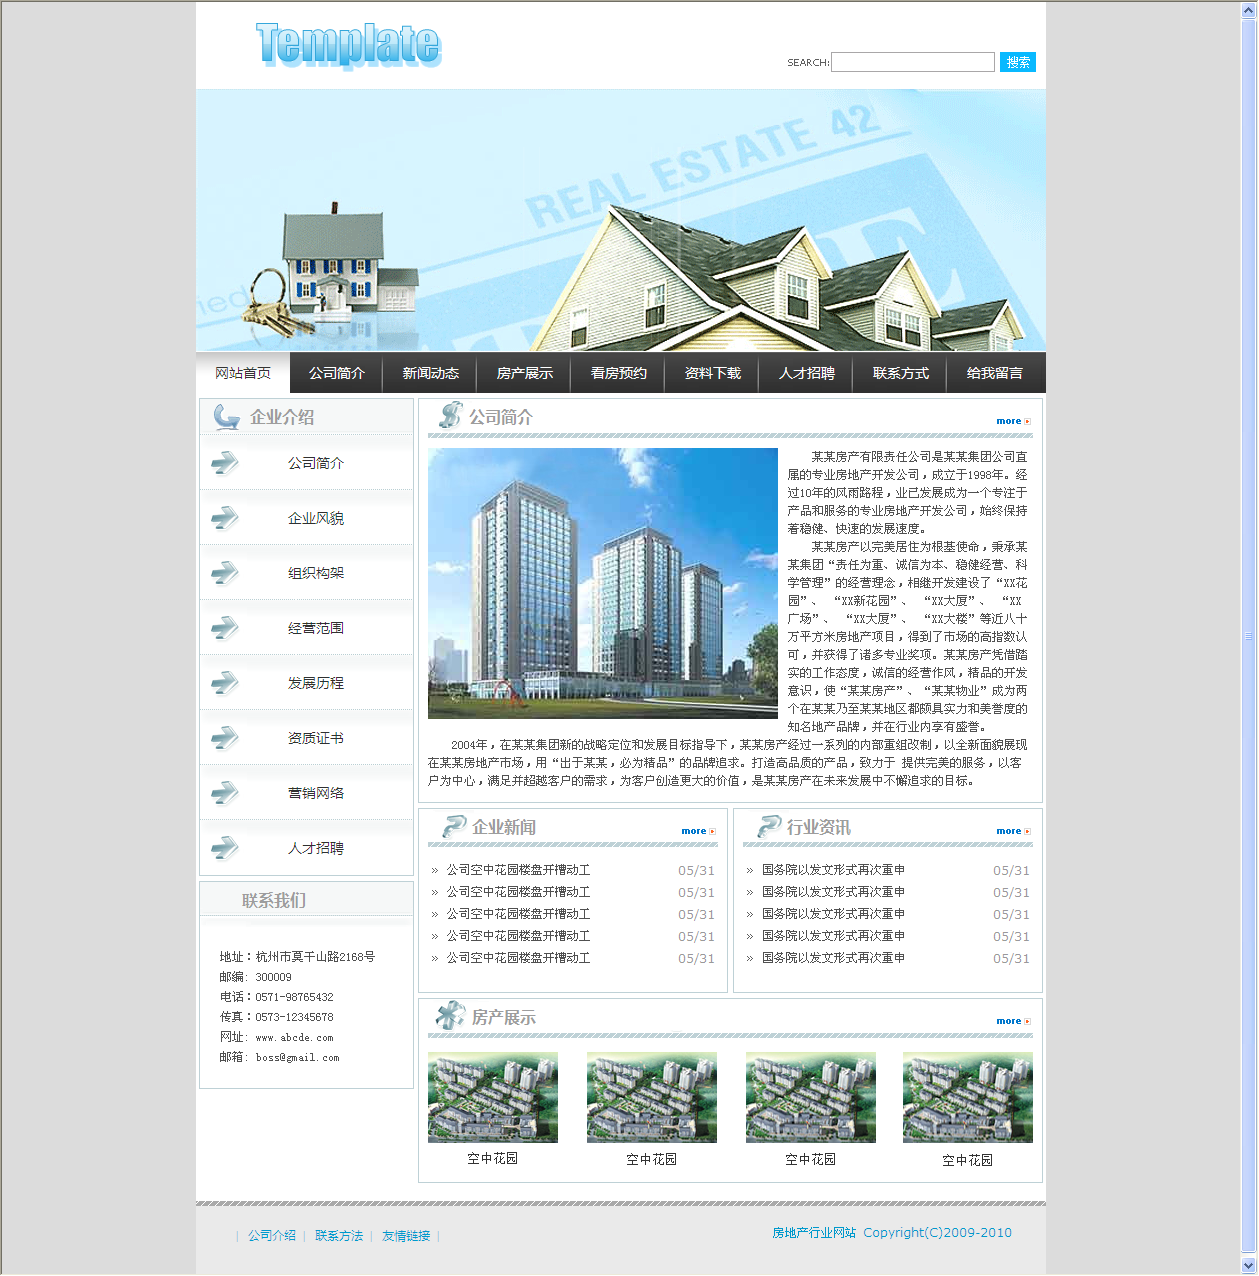 Template
SEARCH:
搜索
REAL ESTATE 42
网站首页 公司简介 新闻动态 房产展示 看房预约 资料下载 人才招聘 联系方式 给我留言
企业介绍
公司简介
企业风貌
组织构架
经营范围
发展历程
资质证书
营销网络
人才招聘
联系我们
地址：杭州市莫干山路2168号
邮编: 300009
电话：0571-98765432
传真：0573-12345678
网址: www.abcde.com
邮箱: boss@gmail.com
公司简介 more
某某房产有限责任公司是某某集团公司直
属的专业房地产开发公司，成立于1998年。经
过10年的风雨路程，业已发展成为一个专注于
产品和服务的专业房地产开发公司，始终保持
着稳健、快速的发展速度。
某某房产以完美居住为根基使命，秉承某
某集团“责任为重、诚信为本、稳健经营、科
学管理”的经营理念，相继开发建设了“XX花
园”、 “XX新花园”、 “XX大厦”、 “XX
广场”、 “XX大厦”、 “XX大楼”等近八十
万平方米房地产项目，得到了市场的高指数认
可，并获得了诸多专业奖项。某某房产凭借踏
实的工作态度，诚信的经营作风，精品的开发
意识，使“某某房产”、 “某某物业”成为两
个在某某乃至某某地区都颇具实力和美誉度的
知名地产品牌，并在行业内享有盛誉。
2004年，在某某集团新的战略定位和发展目标指导下，某某房产经过一系列的内部重组改制，以全新面貌展现
在某某房地产市场，用“出于某某，必为精品”的品牌追求。打造高品质的产品，致力于 提供完美的服务，以客
户为中心，满足并超越客户的需求，为客户创造更大的价值，是某某房产在未来发展中不懈追求的目标。
企业新闻 more
» 公司空中花园楼盘开槽动工 05/31
» 公司空中花园楼盘开槽动工 05/31
» 公司空中花园楼盘开槽动工 05/31
» 公司空中花园楼盘开槽动工 05/31
» 公司空中花园楼盘开槽动工 05/31
行业资讯 more
» 国务院以发文形式再次重申 05/31
» 国务院以发文形式再次重申 05/31
» 国务院以发文形式再次重申 05/31
» 国务院以发文形式再次重申 05/31
» 国务院以发文形式再次重申 05/31
房产展示 more
空中花园 空中花园 空中花园 空中花园
| 公司介绍 | 联系方法 | 友情链接 |
房地产行业网站 Copyright(C)2009-2010